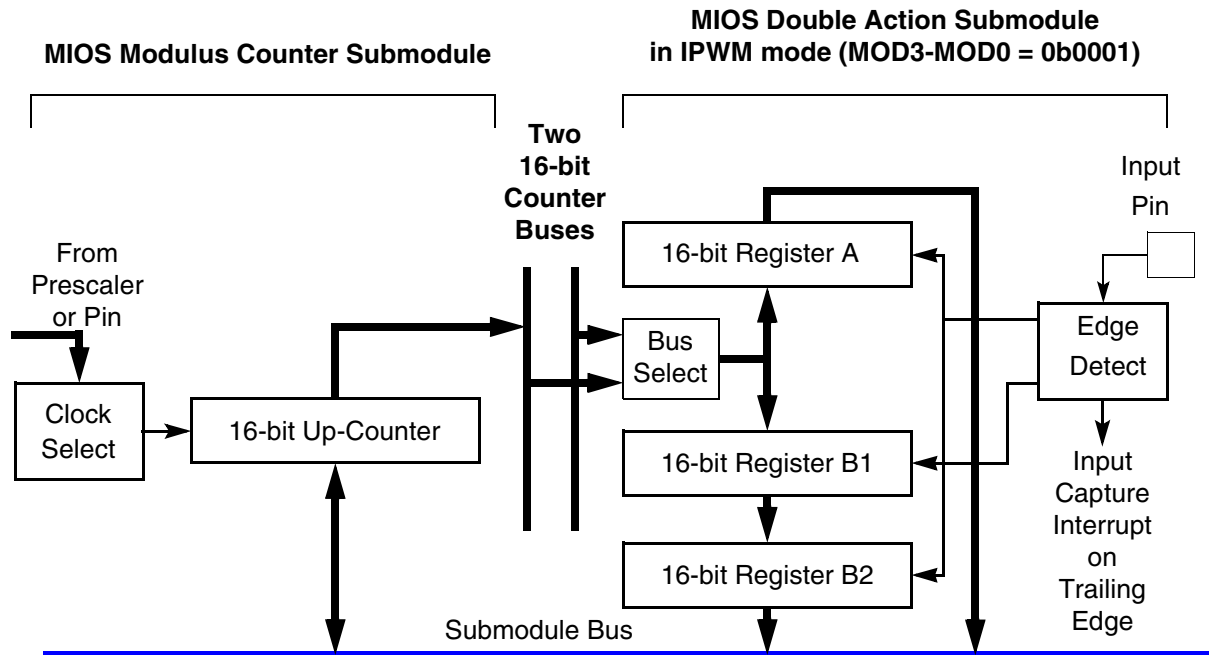 MIOS Modulus Counter Submodule
MIOS Double Action Submodule
in IPWM mode (MOD3-MOD0 = 0b0001)
Two
16-bit
Counter
Buses
Input
Pin
From
Prescaler
or Pin
Clock
Select
16-bit Up-Counter
Bus
Select
16-bit Register A
16-bit Register B1
16-bit Register B2
Edge
Detect
Input
Capture
Interrupt
on
Trailing
Edge
Submodule Bus